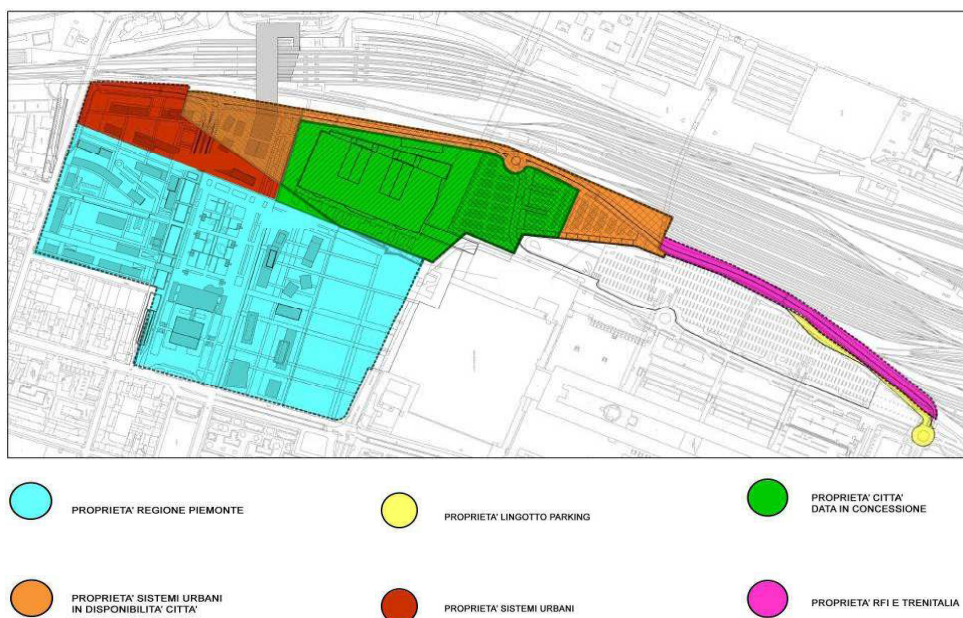 PROPRIETA' REGIONE PIEMONTE
PROPRIETA' LINGOTTO PARKING
PROPRIETA' CITTA'
DATA IN CONCESSIONE
PROPRIETA' SISTEMI URBANI
IN DISPONIBILITA' CITTA'
PROPRIETA' SISTEMI URBANI
PROPRIETA' RFI E TRENITALIA